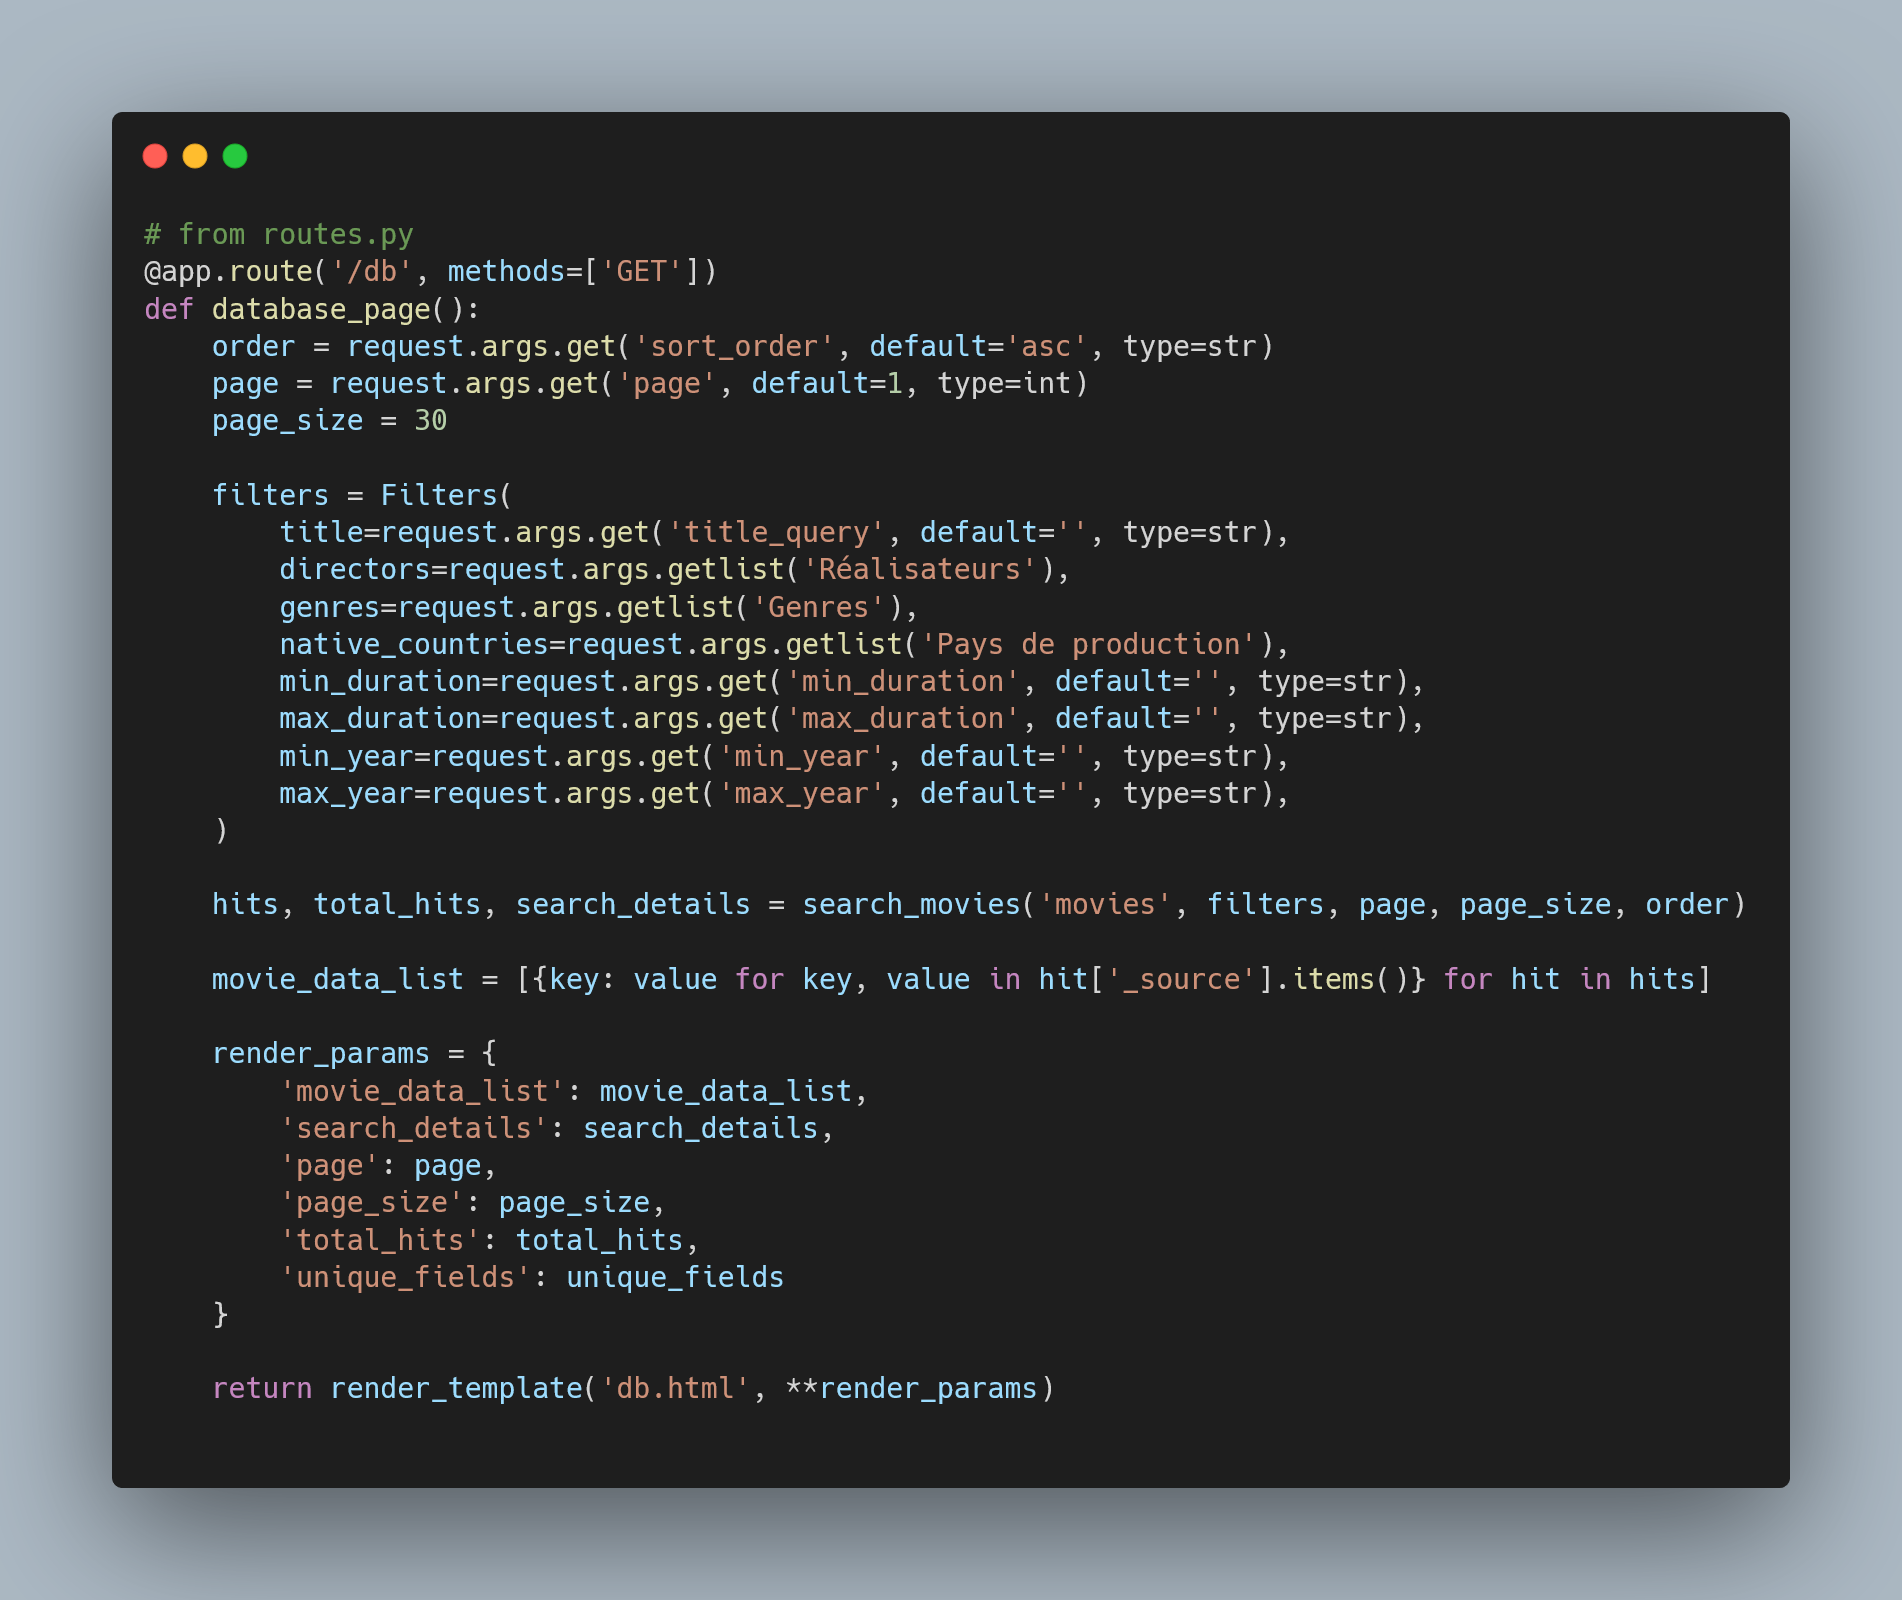 # from routes.py
@app.route('/db', methods=['GET'])
def database_page():
    order = request.args.get('sort_order', default='asc', type=str)
    page = request.args.get('page', default=1, type=int)
    page_size = 30

    filters = Filters(
        title=request.args.get('title_query', default='', type=str),
        directors=request.args.getlist('Réalisateurs'),
        genres=request.args.getlist('Genres'),
        native_countries=request.args.getlist('Pays de production'),
        min_duration=request.args.get('min_duration', default='', type=str),
        max_duration=request.args.get('max_duration', default='', type=str),
        min_year=request.args.get('min_year', default='', type=str),
        max_year=request.args.get('max_year', default='', type=str),
    )

    hits, total_hits, search_details = search_movies('movies', filters, page, page_size, order)

    movie_data_list = [{key: value for key, value in hit['_source'].items()} for hit in hits]

    render_params = {
        'movie_data_list': movie_data_list,
        'search_details': search_details,
        'page': page,
        'page_size': page_size,
        'total_hits': total_hits,
        'unique_fields': unique_fields
    }

    return render_template('db.html', **render_params)